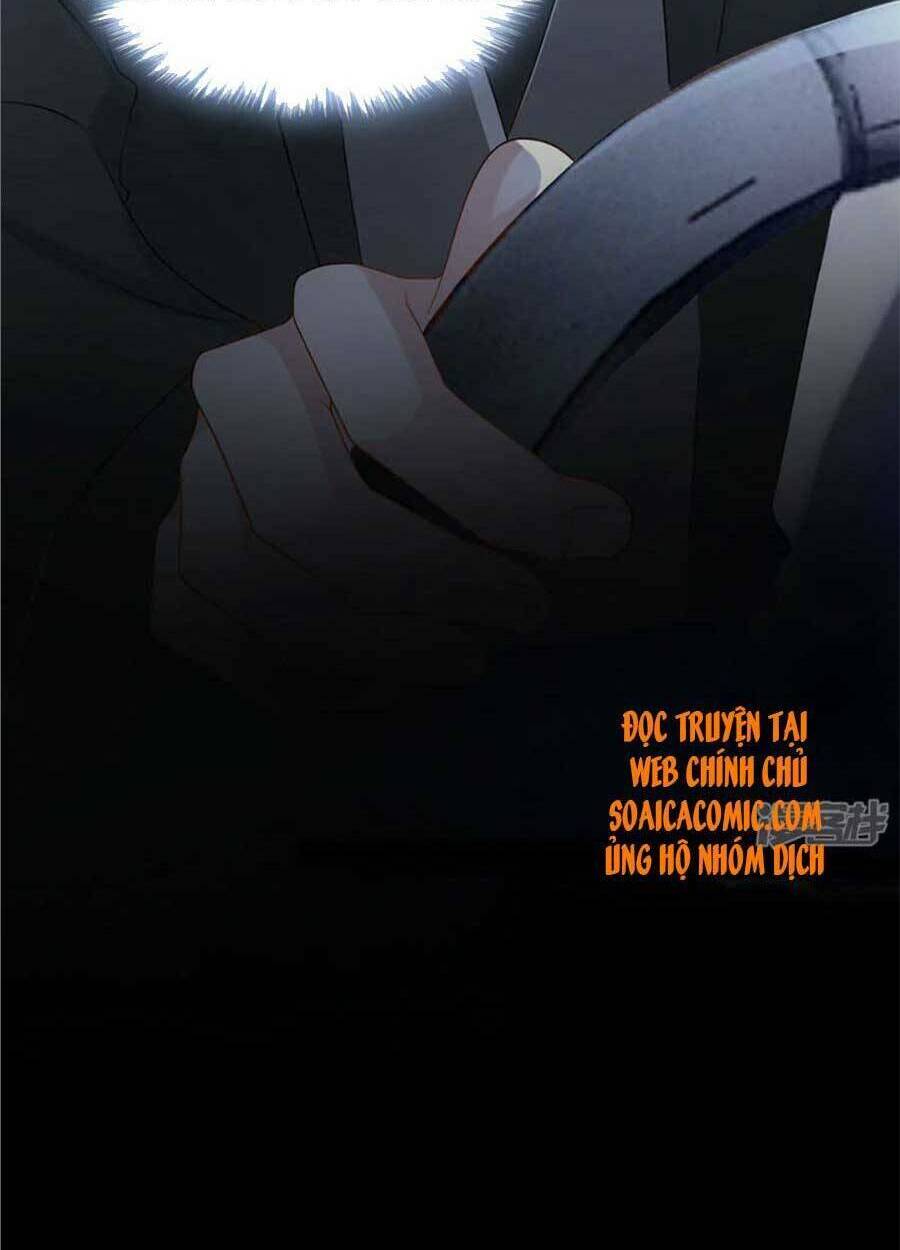 ĐỌC TRUYỆN TẠI
WEB CHÍNH CHỦ
SOAICACOMIC.COM
ỦNG HỘ NHÓM DỊCH